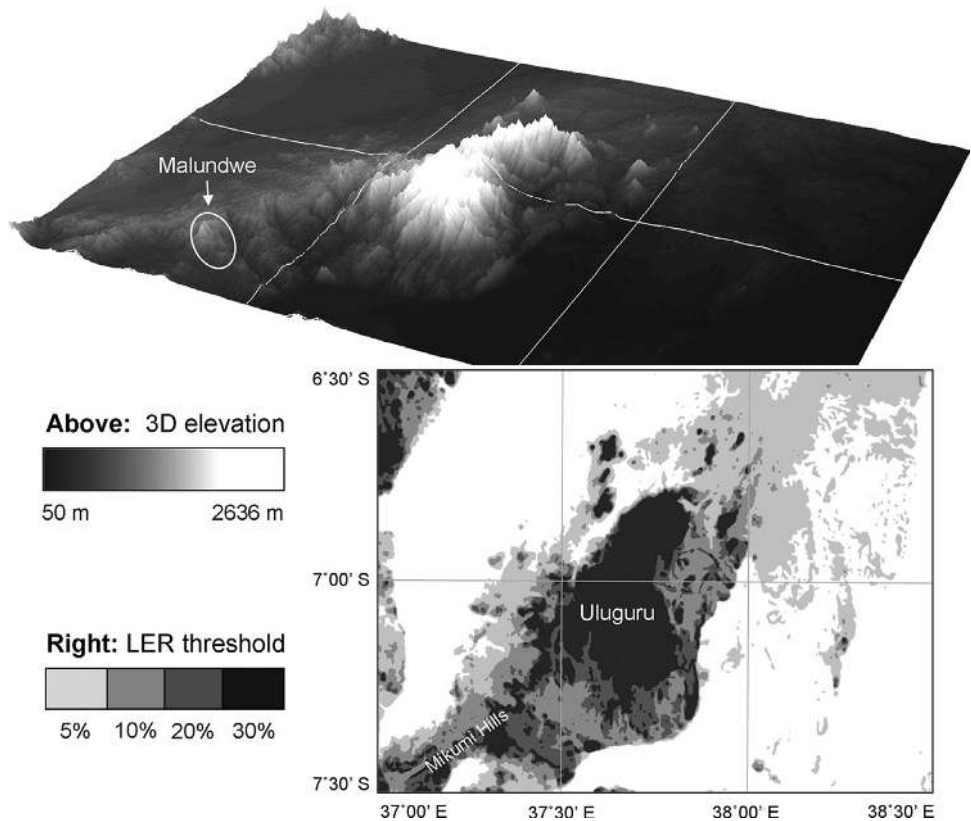 Malundwe
Above: 3D elevation
50 m 2636 m
Right: LER threshold
5% 10% 20% 30%
6˚30' S
7˚00' S
7˚30' S
Uluguru
Mikumi Hills
37˚00' E 37˚30' E 38˚00' E 38˚30' E